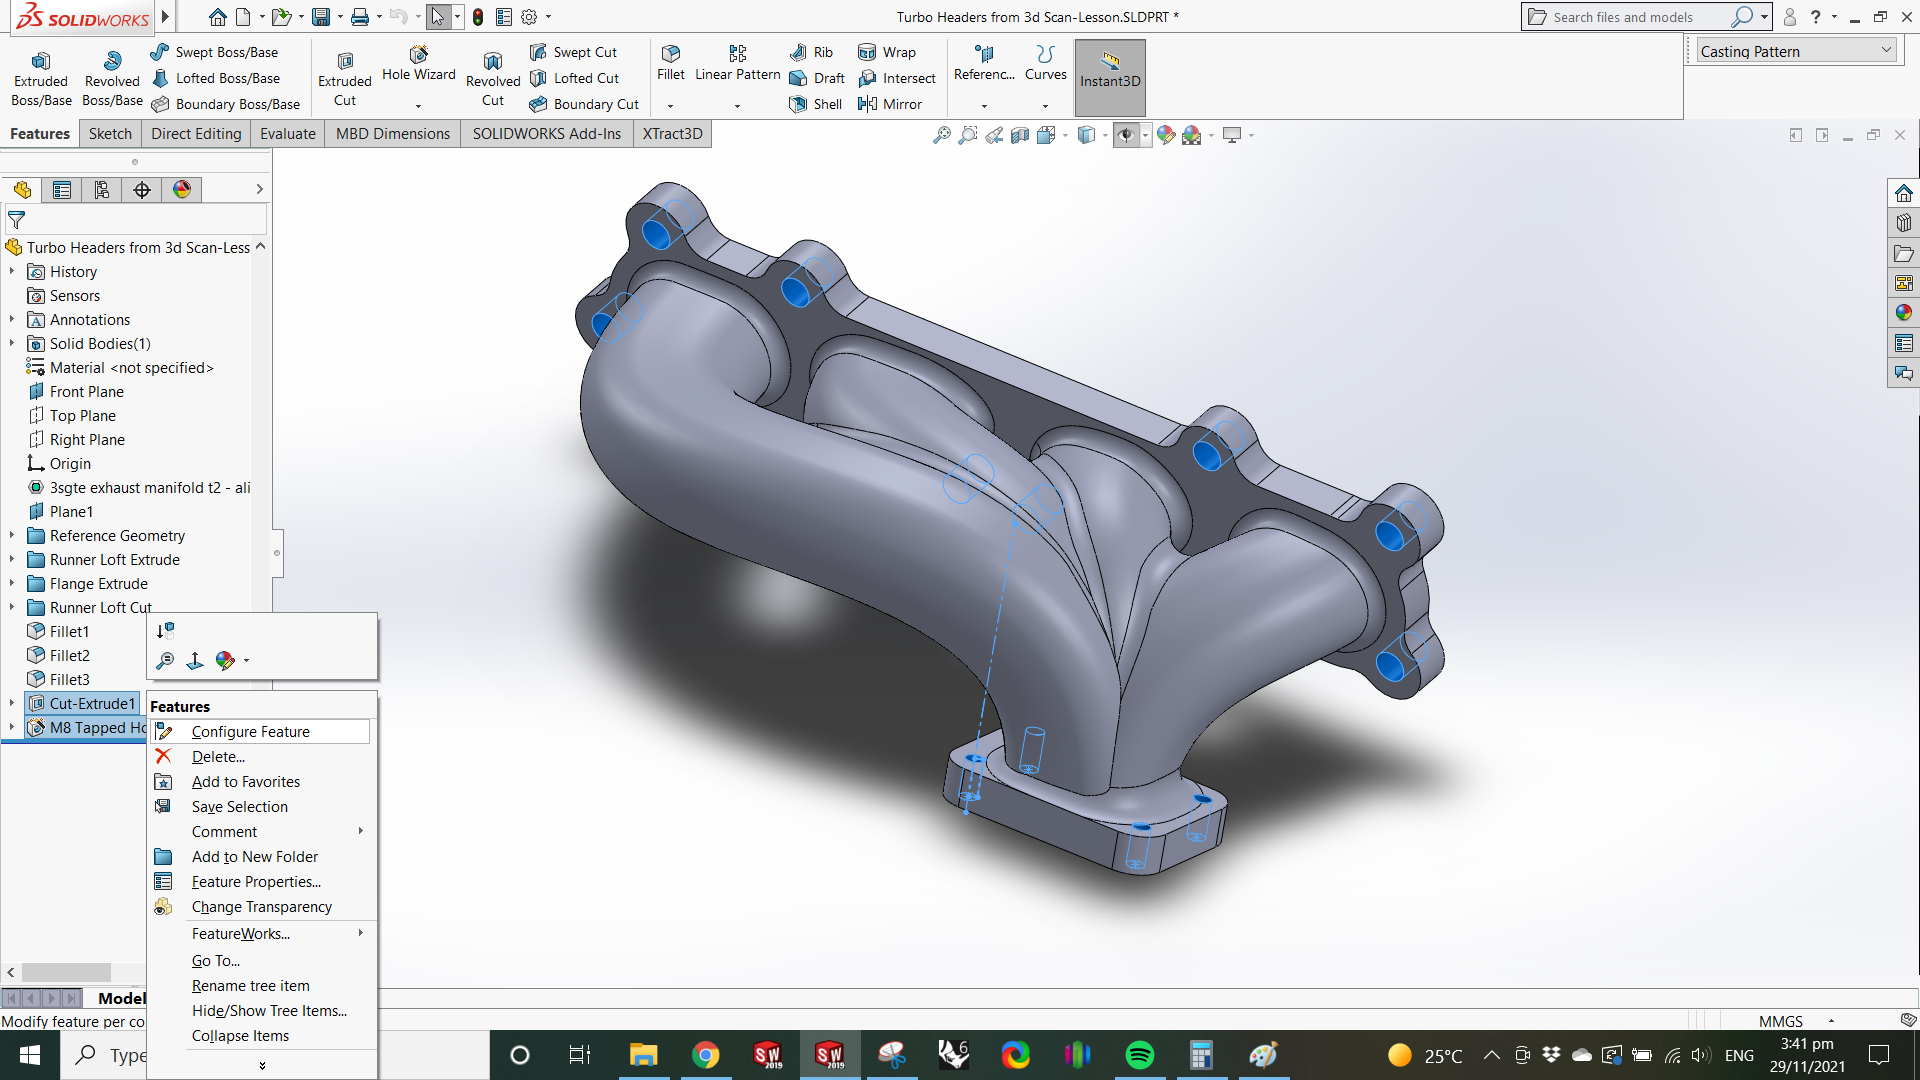 SOLIDWORKS
Turbo Headers from 3d Scan-Lesson.SLDPRT *
Search files and models
Extruded Boss/Base
Revolved Boss/Base
Swept Boss/Base
Lofted Boss/Base
Boundary Boss/Base
Extruded Cut
Hole Wizard
Revolved Cut
Swept Cut
Lofted Cut
Boundary Cut
Fillet
Linear Pattern
Rib
Draft
Shell
Wrap
Intersect
Mirror
Referenc...
Curves
Instant3D
Casting Pattern
Features
Sketch
Direct Editing
Evaluate
MBD Dimensions
SOLIDWORKS Add-Ins
XTract3D
Turbo Headers from 3d Scan-Less
History
Sensors
Annotations
Solid Bodies(1)
Material <not specified>
Front Plane
Top Plane
Right Plane
Origin
3sgte exhaust manifold t2 - ali
Plane1
Reference Geometry
Runner Loft Extrude
Flange Extrude
Runner Loft Cut
Fillet1
Fillet2
Fillet3
Cut-Extrude1
M8 Tapped Ho
Features
Configure Feature
Delete...
Add to Favorites
Save Selection
Comment
Add to New Folder
Feature Properties...
Change Transparency
FeatureWorks...
Go To...
Rename tree item
Hide/Show Tree Items...
Collapse Items
Model
Modify feature per co
MMGS
Type
SW 2019
SW 2019
6
25°C
ENG
3:41 pm
29/11/2021